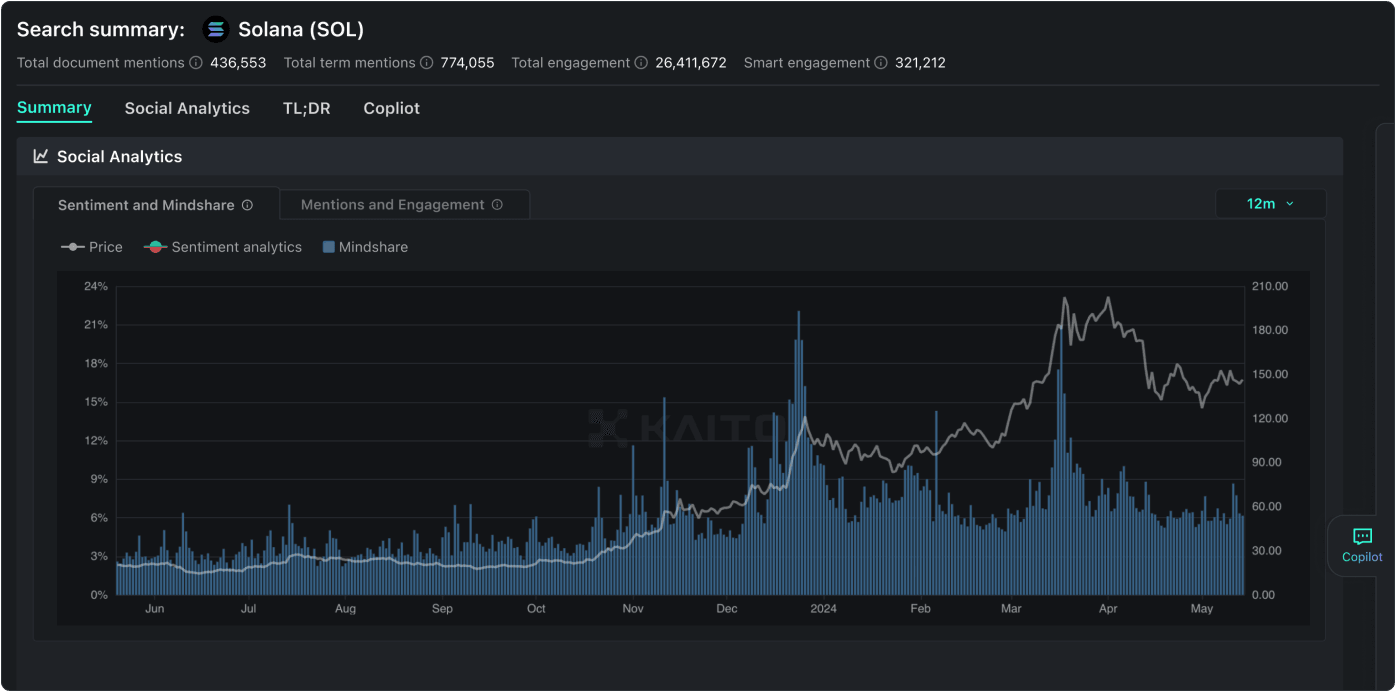 Search summary: Solana (SOL)
Total document mentions 436,553 Total term mentions 774,055 Total engagement 26,411,672 Smart engagement 321,212
Summary Social Analytics TL;DR Copliot
Social Analytics
Sentiment and Mindshare Mentions and Engagement 12m
Price Sentiment analytics Mindshare
24% 210.00
21% 180.00
18% 150.00
15% 120.00
12% 90.00
9% 60.00
6% 30.00
3% 0.00
0%
KAITO
Jun Jul Aug Sep Oct Nov Dec 2024 Feb Mar Apr May
Copilot